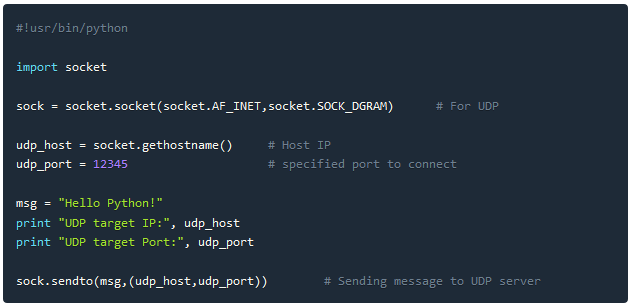 #!usr/bin/python
import socket
sock = socket.socket(socket.AF_INET,socket.SOCK_DGRAM)      # For UDP
udp_host = socket.gethostname()     # Host IP
udp_port = 12345                    # specified port to connect
msg = "Hello Python!"
print "UDP target IP:", udp_host
print "UDP target Port:", udp_port
sock.sendto(msg,(udp_host,udp_port))        # Sending message to UDP server